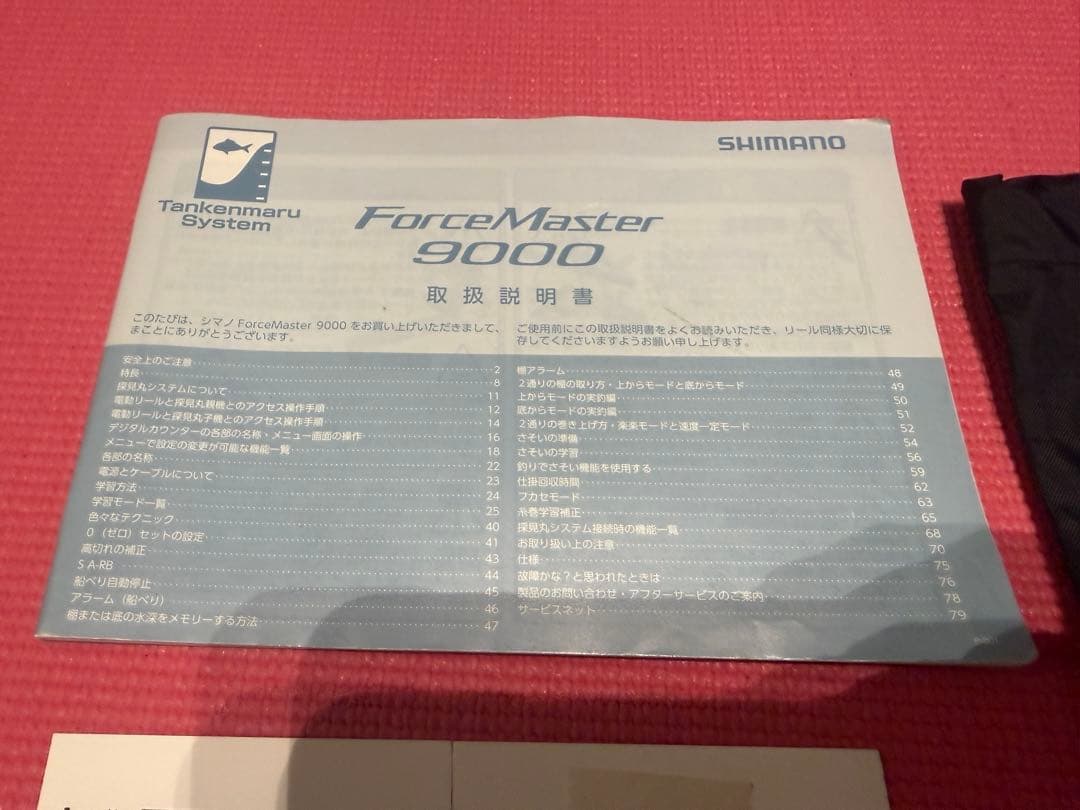 SHIMANO
Tankenmaru
System
ForceMaster
9000
取扱説明書
このたびは、シマノ ForceMaster 9000 をお買い上げいただきまして、
まことにありがとうございます。
ご使用前にこの取扱説明書をよくお読みいただき、リール同様大切に保
存してくださいますようお願い申し上げます。
安全上のご注意 2
特長 8
探見丸システムについて 11
電動リールと探見丸親機とのアクセス操作手順 12
電動リールと探見丸子機とのアクセス操作手順 14
デジタルカウンターの各部の名称・メニュー画面の操作 16
メニューで設定の変更が可能な機能一覧 18
各部の名称 22
電源とケーブルについて 23
学習方法 24
学習モード一覧 25
色々なテクニック 40
0（ゼロ）セットの設定 41
高切れの補正 43
S A-RB 44
船べり自動停止 45
アラーム（船べり） 46
棚または底の水深をメモリーする方法 47
棚アラーム 48
2通りの棚の取り方・上からモードと底からモード 49
上からモードの実釣編 50
底からモードの実釣編 51
2通りの巻き上げ方・楽楽モードと速度一定モード 52
さそいの準備 54
さそいの学習 56
釣りでさそい機能を使用する 59
仕掛回収時間 62
フカセモード 63
糸巻学習補正 65
探見丸システム接続時の機能一覧 68
お取り扱い上の注意 70
仕様 75
故障かな？と思われたときは 76
製品のお問い合わせ・アフターサービスのご案内 78
サービスネット 79